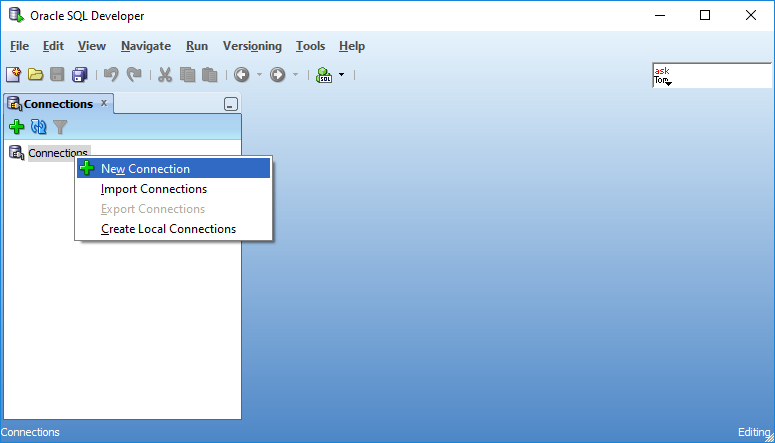 Oracle SQL Developer
File Edit View Navigate Run Versioning Tools Help
SQL
ask
Tom
Connections x
Connections
New Connection
Import Connections
Export Connections
Create Local Connections
Connections Editing